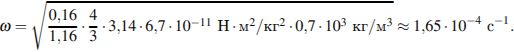 ω = √(0,16/1,16 · 4/3 · 3,14 · 6,7 · 10⁻¹¹ Н · м²/кг² · 0,7 · 10³ кг/м³) ≈ 1,65 · 10⁻⁴ с⁻¹.